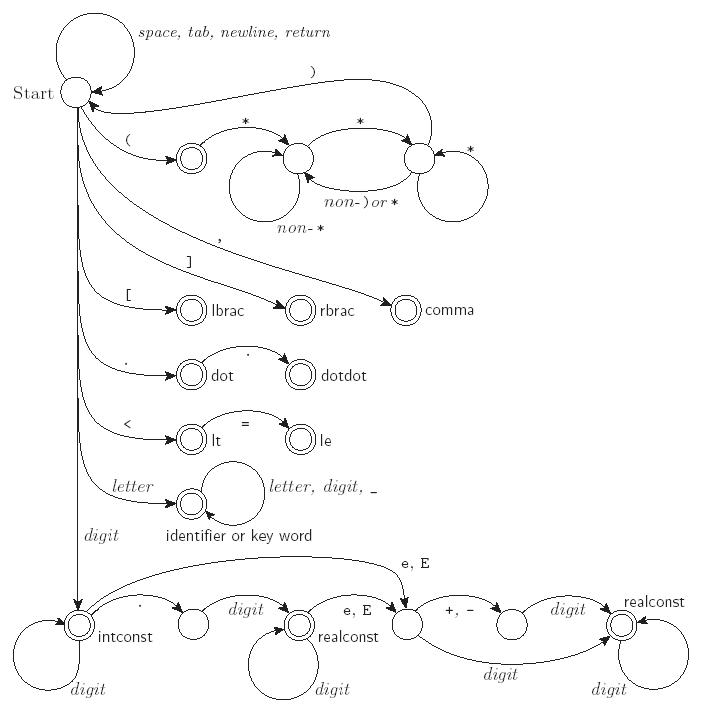 space, tab, newline, return
)
Start
(
*
*
*
non-)or*
non-*
,
]
[
lbrac
rbrac
comma
.
.
dot
dotdot
<
=
lt
le
letter
letter, digit, _
digit
identifier or key word
e, E
.
digit
e, E
+, -
digit
realconst
intconst
realconst
digit
digit
digit
digit